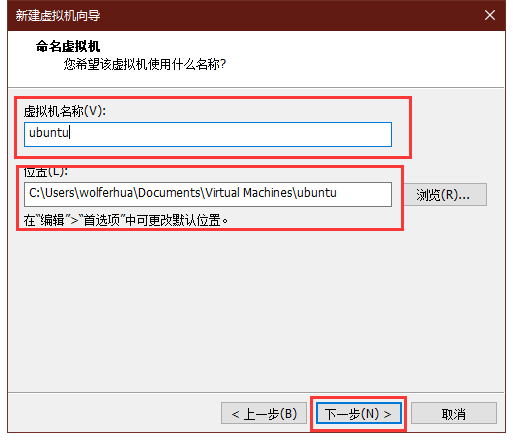 新建虚拟机向导
命名虚拟机
您希望该虚拟机使用什么名称?
虚拟机名称(V):
ubuntu
位置(L):
C:\Users\wolferhua\Documents\Virtual Machines\ubuntu
浏览(R)...
在“编辑”>“首选项”中可更改默认位置。
< 上一步(B)
下一步(N) >
取消